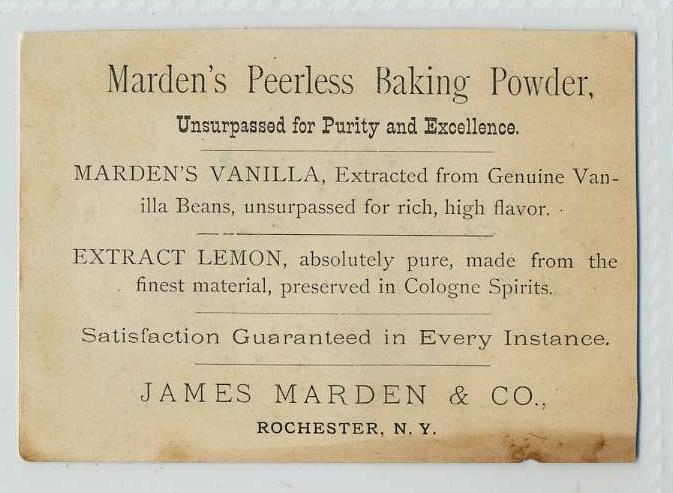 Marden's Peerless Baking Powder,
Unsurpassed for Purity and Excellence.
MARDEN'S VANILLA, Extracted from Genuine Van-
illa Beans, unsurpassed for rich, high flavor.
EXTRACT LEMON, absolutely pure, made from the
finest material, preserved in Cologne Spirits.
Satisfaction Guaranteed in Every Instance.
JAMES MARDEN & CO.,
ROCHESTER, N. Y.